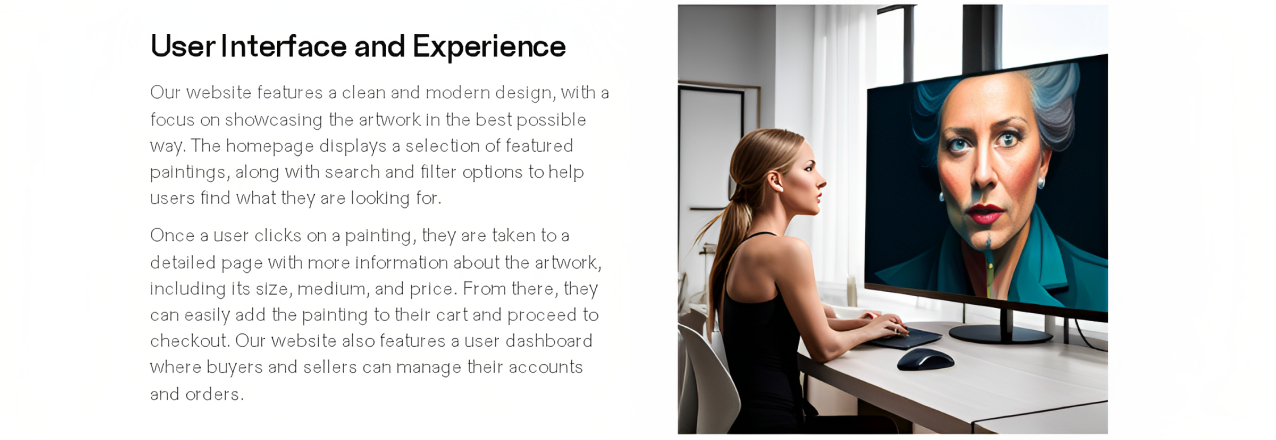 User Interface and Experience
Our website features a clean and modern design, with a
focus on showcasing the artwork in the best possible
way. The homepage displays a selection of featured
paintings, along with search and filter options to help
users find what they are looking for.
Once a user clicks on a painting, they are taken to a
detailed page with more information about the artwork,
including its size, medium, and price. From there, they
can easily add the painting to their cart and proceed to
checkout. Our website also features a user dashboard
where buyers and sellers can manage their accounts
and orders.